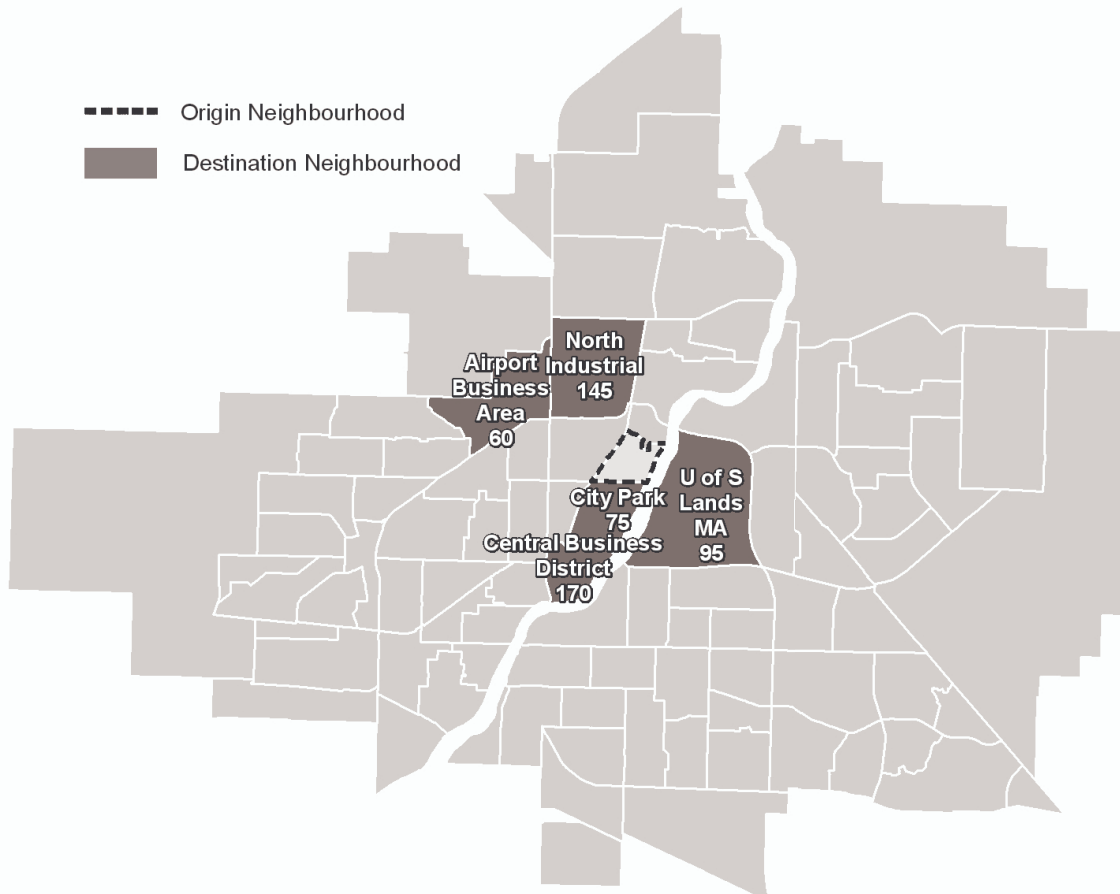 Origin Neighbourhood
Destination Neighbourhood
North
Industrial
145
Airport
Business
Area
60
City Park
75
U of S
Lands
MA
95
Central Business
District
170